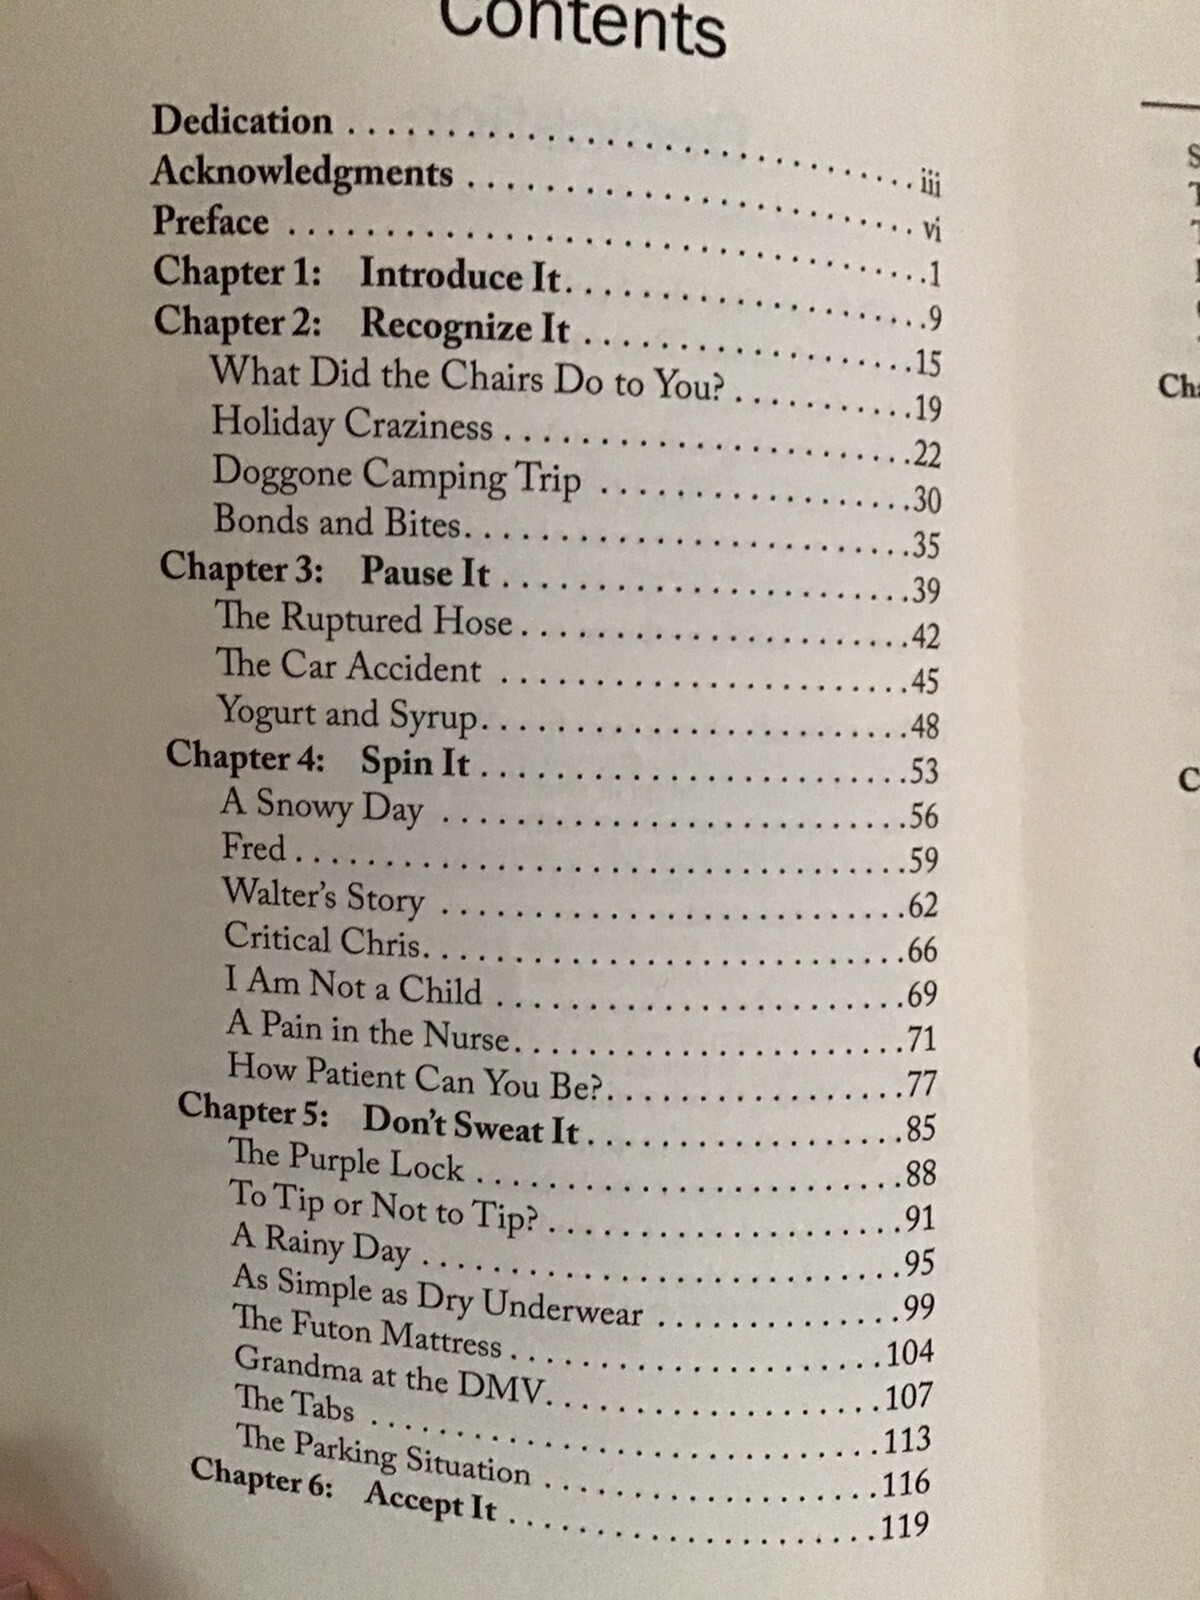 Contents
Dedication ............................ iii
Acknowledgments ....................... vi
Preface ............................... 1
Chapter 1: Introduce It................ 9
Chapter 2: Recognize It ............... 15
What Did the Chairs Do to You? ........ 19
Holiday Craziness ..................... 22
Doggone Camping Trip .................. 30
Bonds and Bites........................ 35
Chapter 3: Pause It ................... 39
The Ruptured Hose...................... 42
The Car Accident ...................... 45
Yogurt and Syrup....................... 48
Chapter 4: Spin It .................... 53
A Snowy Day ........................... 56
Fred .................................. 59
Walter's Story ........................ 62
Critical Chris......................... 66
I Am Not a Child ...................... 69
A Pain in the Nurse.................... 71
How Patient Can You Be?................ 77
Chapter 5: Don't Sweat It ............. 85
The Purple Lock ....................... 88
To Tip or Not to Tip? ................. 91
A Rainy Day ........................... 95
As Simple as Dry Underwear ............ 99
The Futon Mattress .................... 104
Grandma at the DMV..................... 107
The Tabs .............................. 113
The Parking Situation ................. 116
Chapter 6: Accept It .................. 119